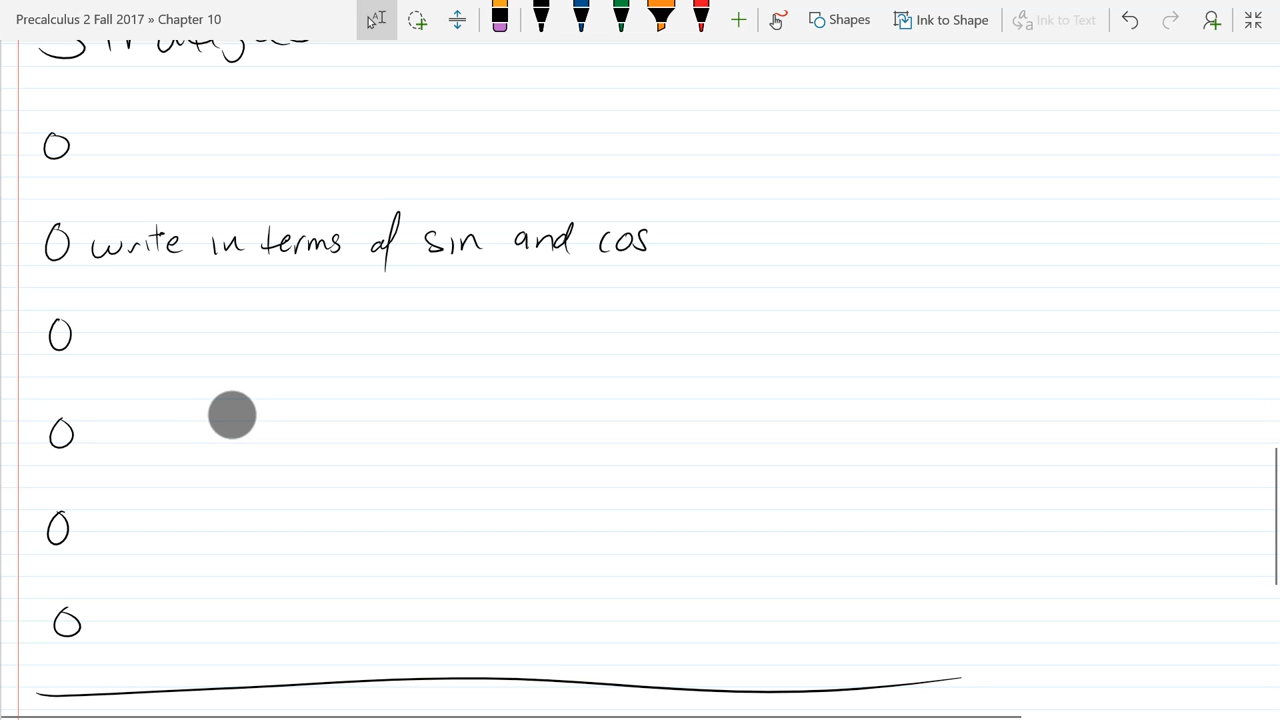 Precalculus 2 Fall 2017 » Chapter 10
Shapes
Ink to Shape
Ink to Text
Strategies
O
O write in terms of sin and cos
O
O
O
O